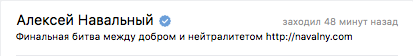 Алексей Навальный заходил 48 минут назад
Финальная битва между добром и нейтралитетом http://navalny.com